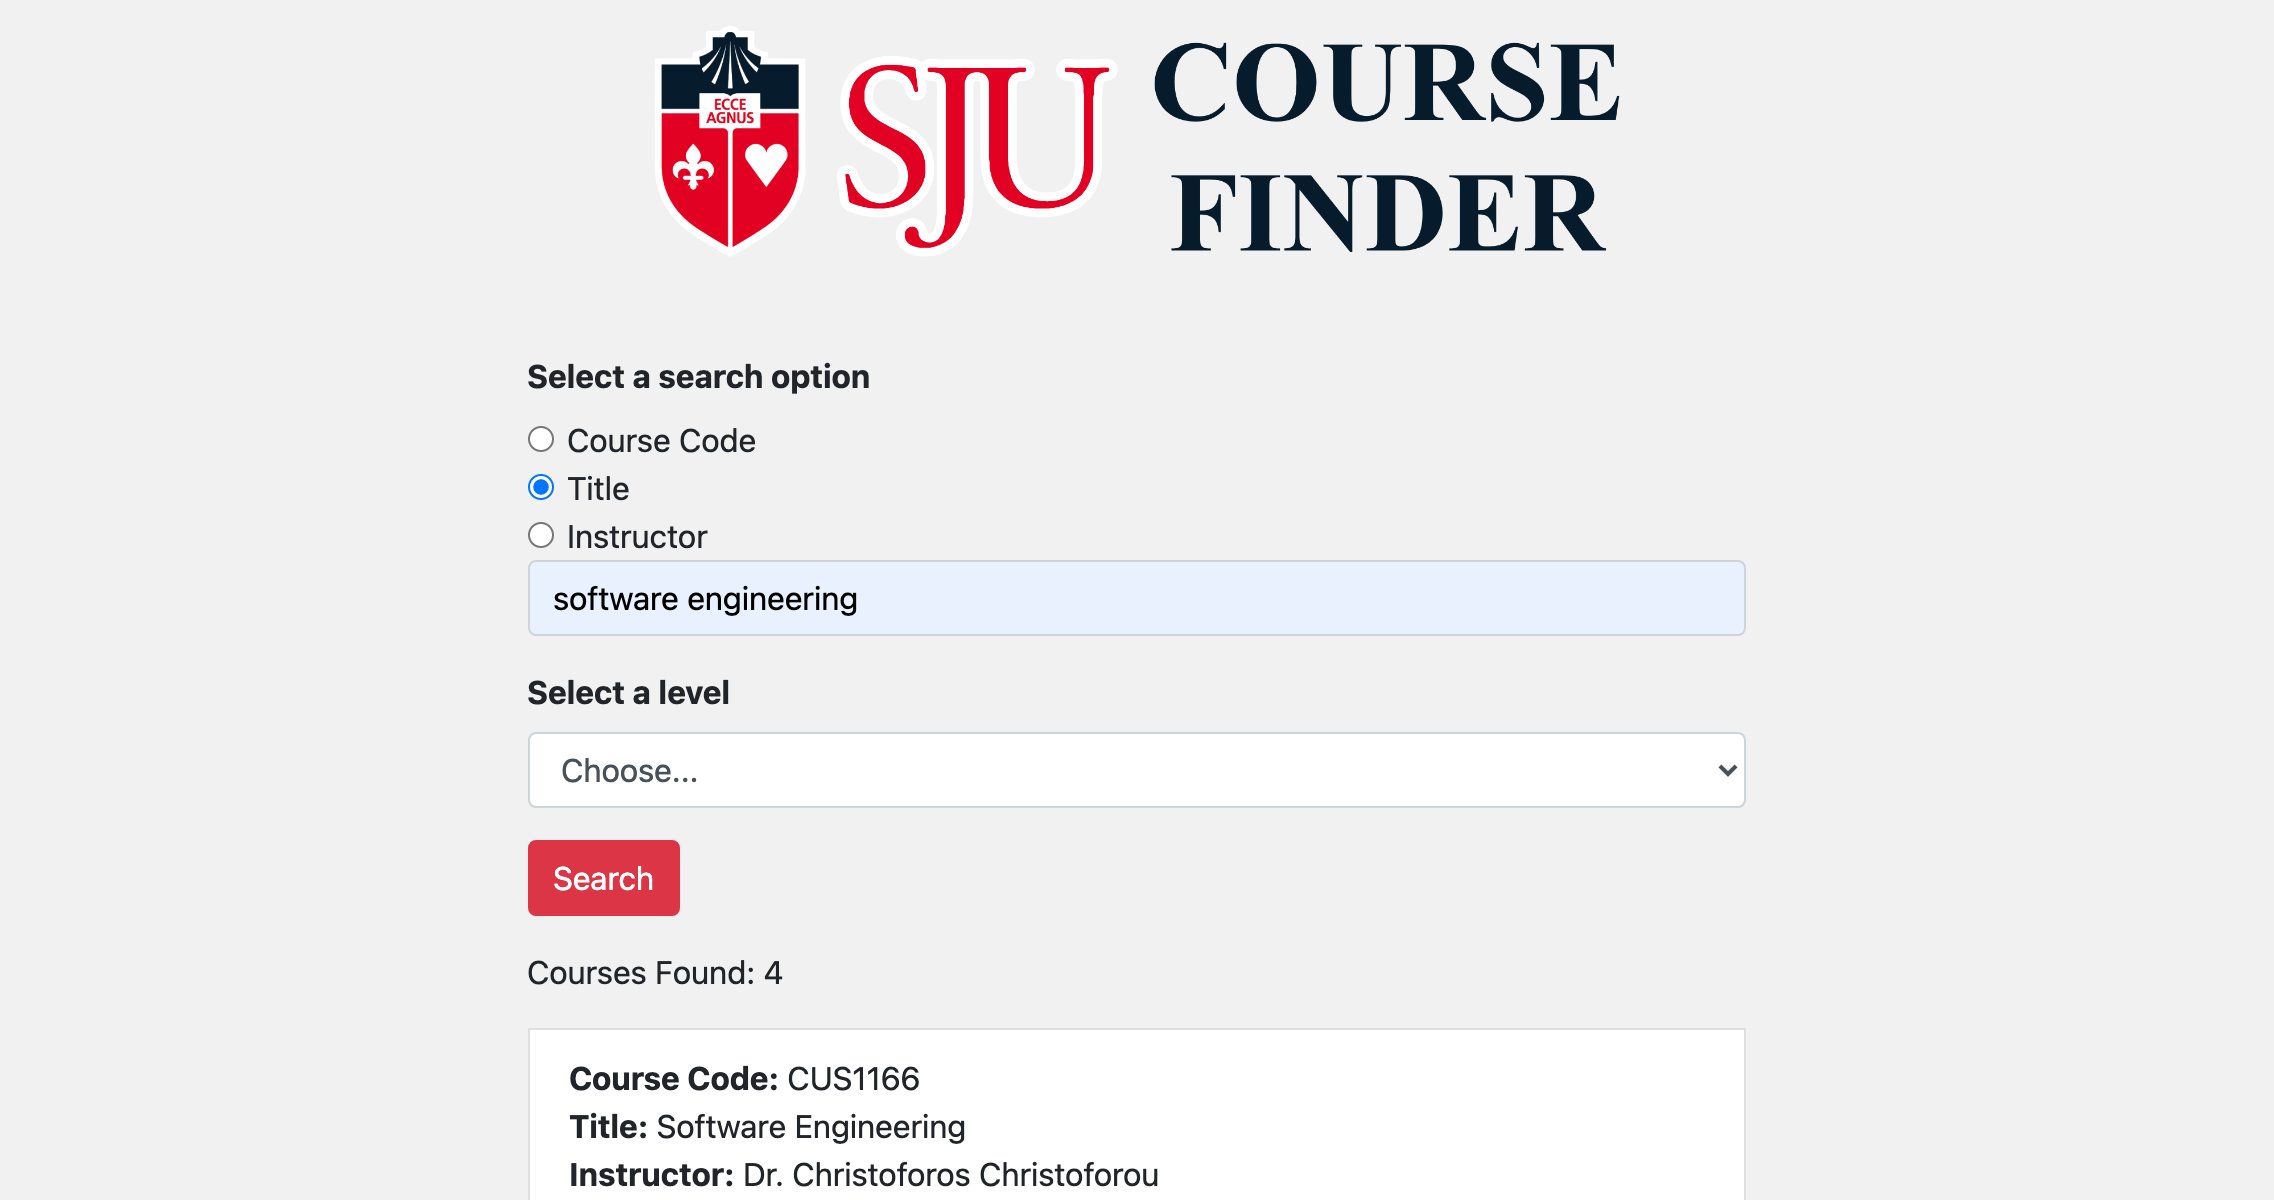 ECCE
AGNUS
SJU
COURSE
FINDER
Select a search option
Course Code
Title
Instructor
software engineering
Select a level
Choose...
Search
Courses Found: 4
Course Code: CUS1166
Title: Software Engineering
Instructor: Dr. Christoforos Christoforou